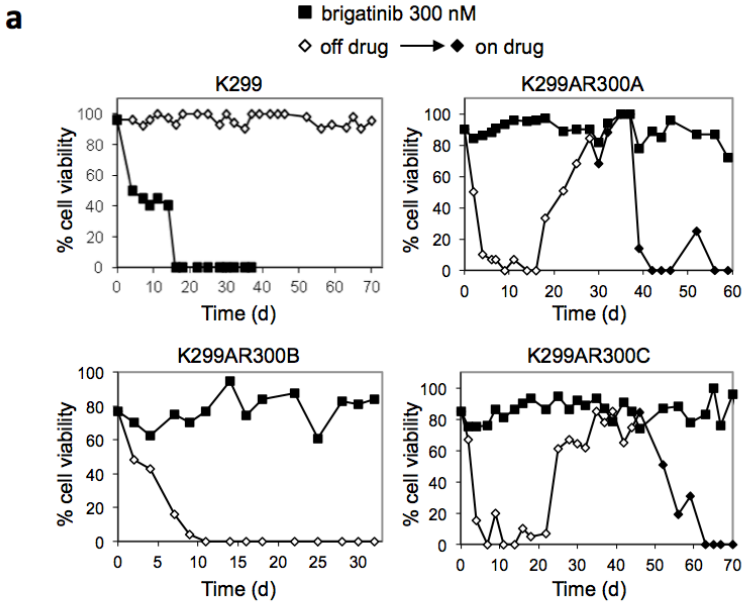 a
■ brigatinib 300 nM
◇ off drug → ◆ on drug
K299
% cell viability
100
80
60
40
20
0
0 10 20 30 40 50 60 70
Time (d)
K299AR300A
% cell viability
100
80
60
40
20
0
0 10 20 30 40 50 60
Time (d)
K299AR300B
% cell viability
100
80
60
40
20
0
0 5 10 15 20 25 30
Time (d)
K299AR300C
% cell viability
100
80
60
40
20
0
0 10 20 30 40 50 60 70
Time (d)